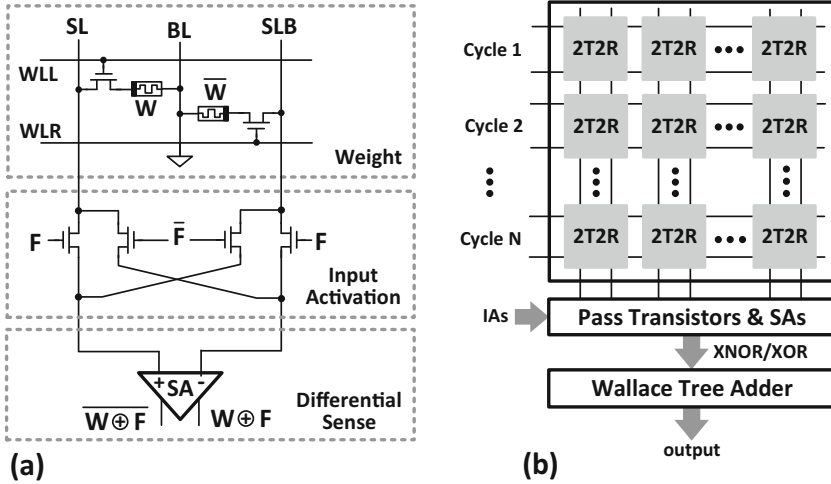 SL BL SLB
WLL
W
W̅
WLR
Weight
F F̅ F
Input
Activation
+ SA -
Differential
Sense
\overline{W⊕F} W⊕F
(a)
Cycle 1 2T2R 2T2R ••• 2T2R
Cycle 2 2T2R 2T2R ••• 2T2R
Cycle N 2T2R 2T2R ••• 2T2R
IAs Pass Transistors & SAs
XNOR/XOR
Wallace Tree Adder
output
(b)